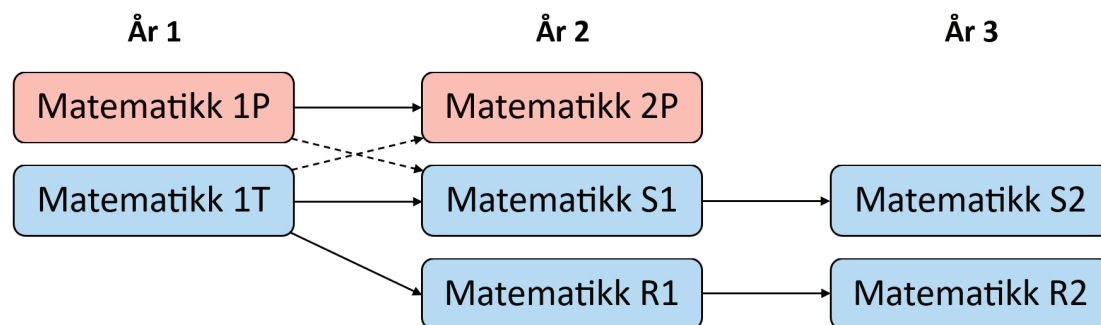 År 1
År 2
År 3
Matematikk 1P
Matematikk 2P
Matematikk 1T
Matematikk S1
Matematikk S2
Matematikk R1
Matematikk R2